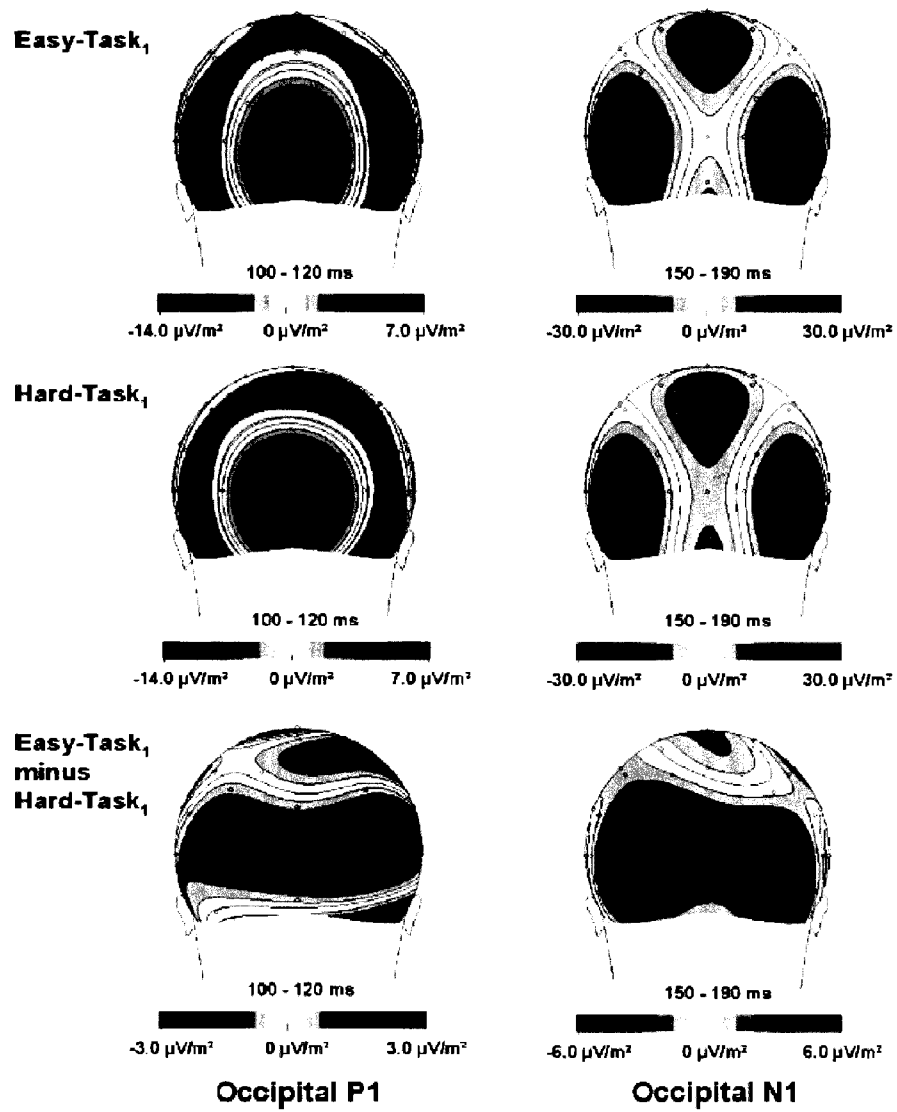 Easy-Task₁
100 - 120 ms
150 - 190 ms
-14.0 µV/m² 0 µV/m² 7.0 µV/m²
-30.0 µV/m² 0 µV/m² 30.0 µV/m²
Hard-Task₁
100 - 120 ms
150 - 190 ms
-14.0 µV/m² 0 µV/m² 7.0 µV/m²
-30.0 µV/m² 0 µV/m² 30.0 µV/m²
Easy-Task₁
minus
Hard-Task₁
100 - 120 ms
150 - 190 ms
-3.0 µV/m² 0 µV/m² 3.0 µV/m²
-6.0 µV/m² 0 µV/m² 6.0 µV/m²
Occipital P1
Occipital N1